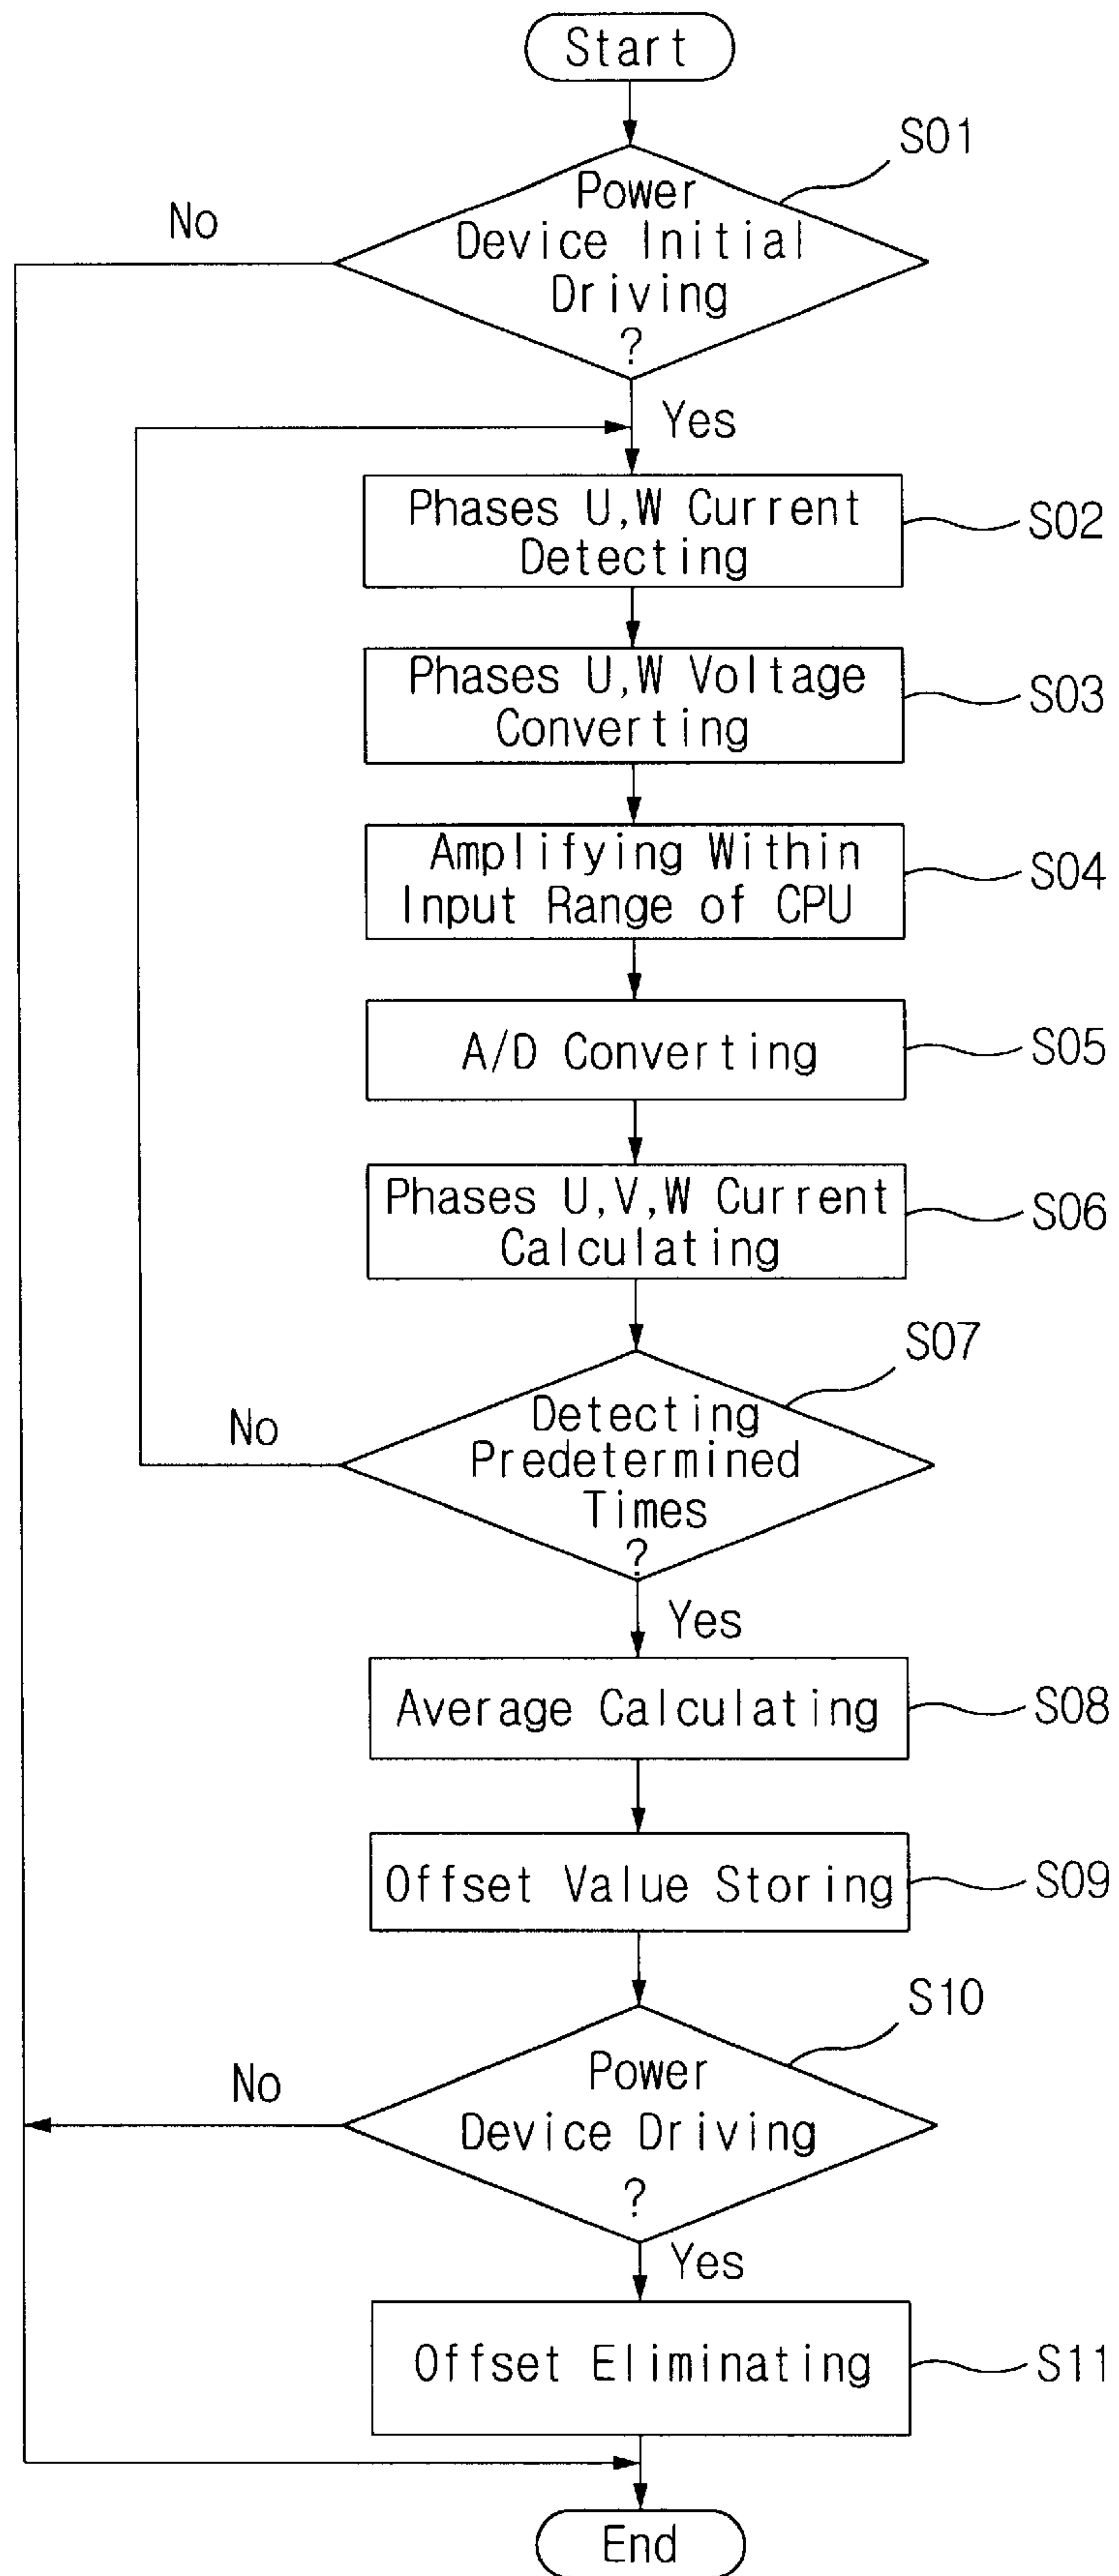 Start
S01
Power
Device Initial
Driving
?
No
Yes
Phases U,W Current
Detecting
S02
Phases U,W Voltage
Converting
S03
Amplifying Within
Input Range of CPU
S04
A/D Converting
S05
Phases U,V,W Current
Calculating
S06
S07
Detecting
Predetermined
Times
?
No
Yes
Average Calculating
S08
Offset Value Storing
S09
S10
Power
Device Driving
?
No
Yes
Offset Eliminating
S11
End